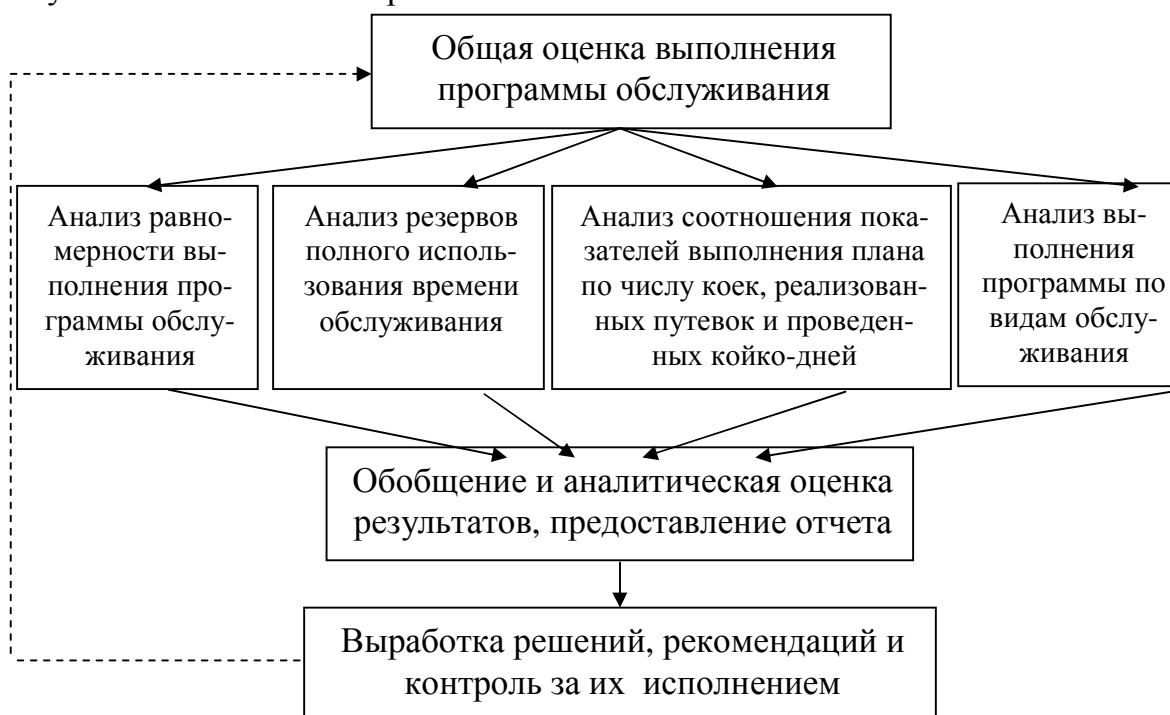 Общая оценка выполнения
программы обслуживания
Анализ равно-
мерности вы-
полнения про-
граммы обслу-
живания
Анализ резервов
полного исполь-
зования времени
обслуживания
Анализ соотношения пока-
зателей выполнения плана
по числу коек, реализован-
ных путевок и проведен-
ных койко-дней
Анализ вы-
полнения
программы по
видам обслу-
живания
Обобщение и аналитическая оценка
результатов, предоставление отчета
Выработка решений, рекомендаций и
контроль за их исполнением